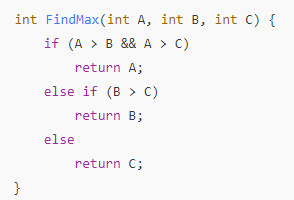 int FindMax(int A, int B, int C) {
    if (A > B && A > C)
        return A;
    else if (B > C)
        return B;
    else
        return C;
}